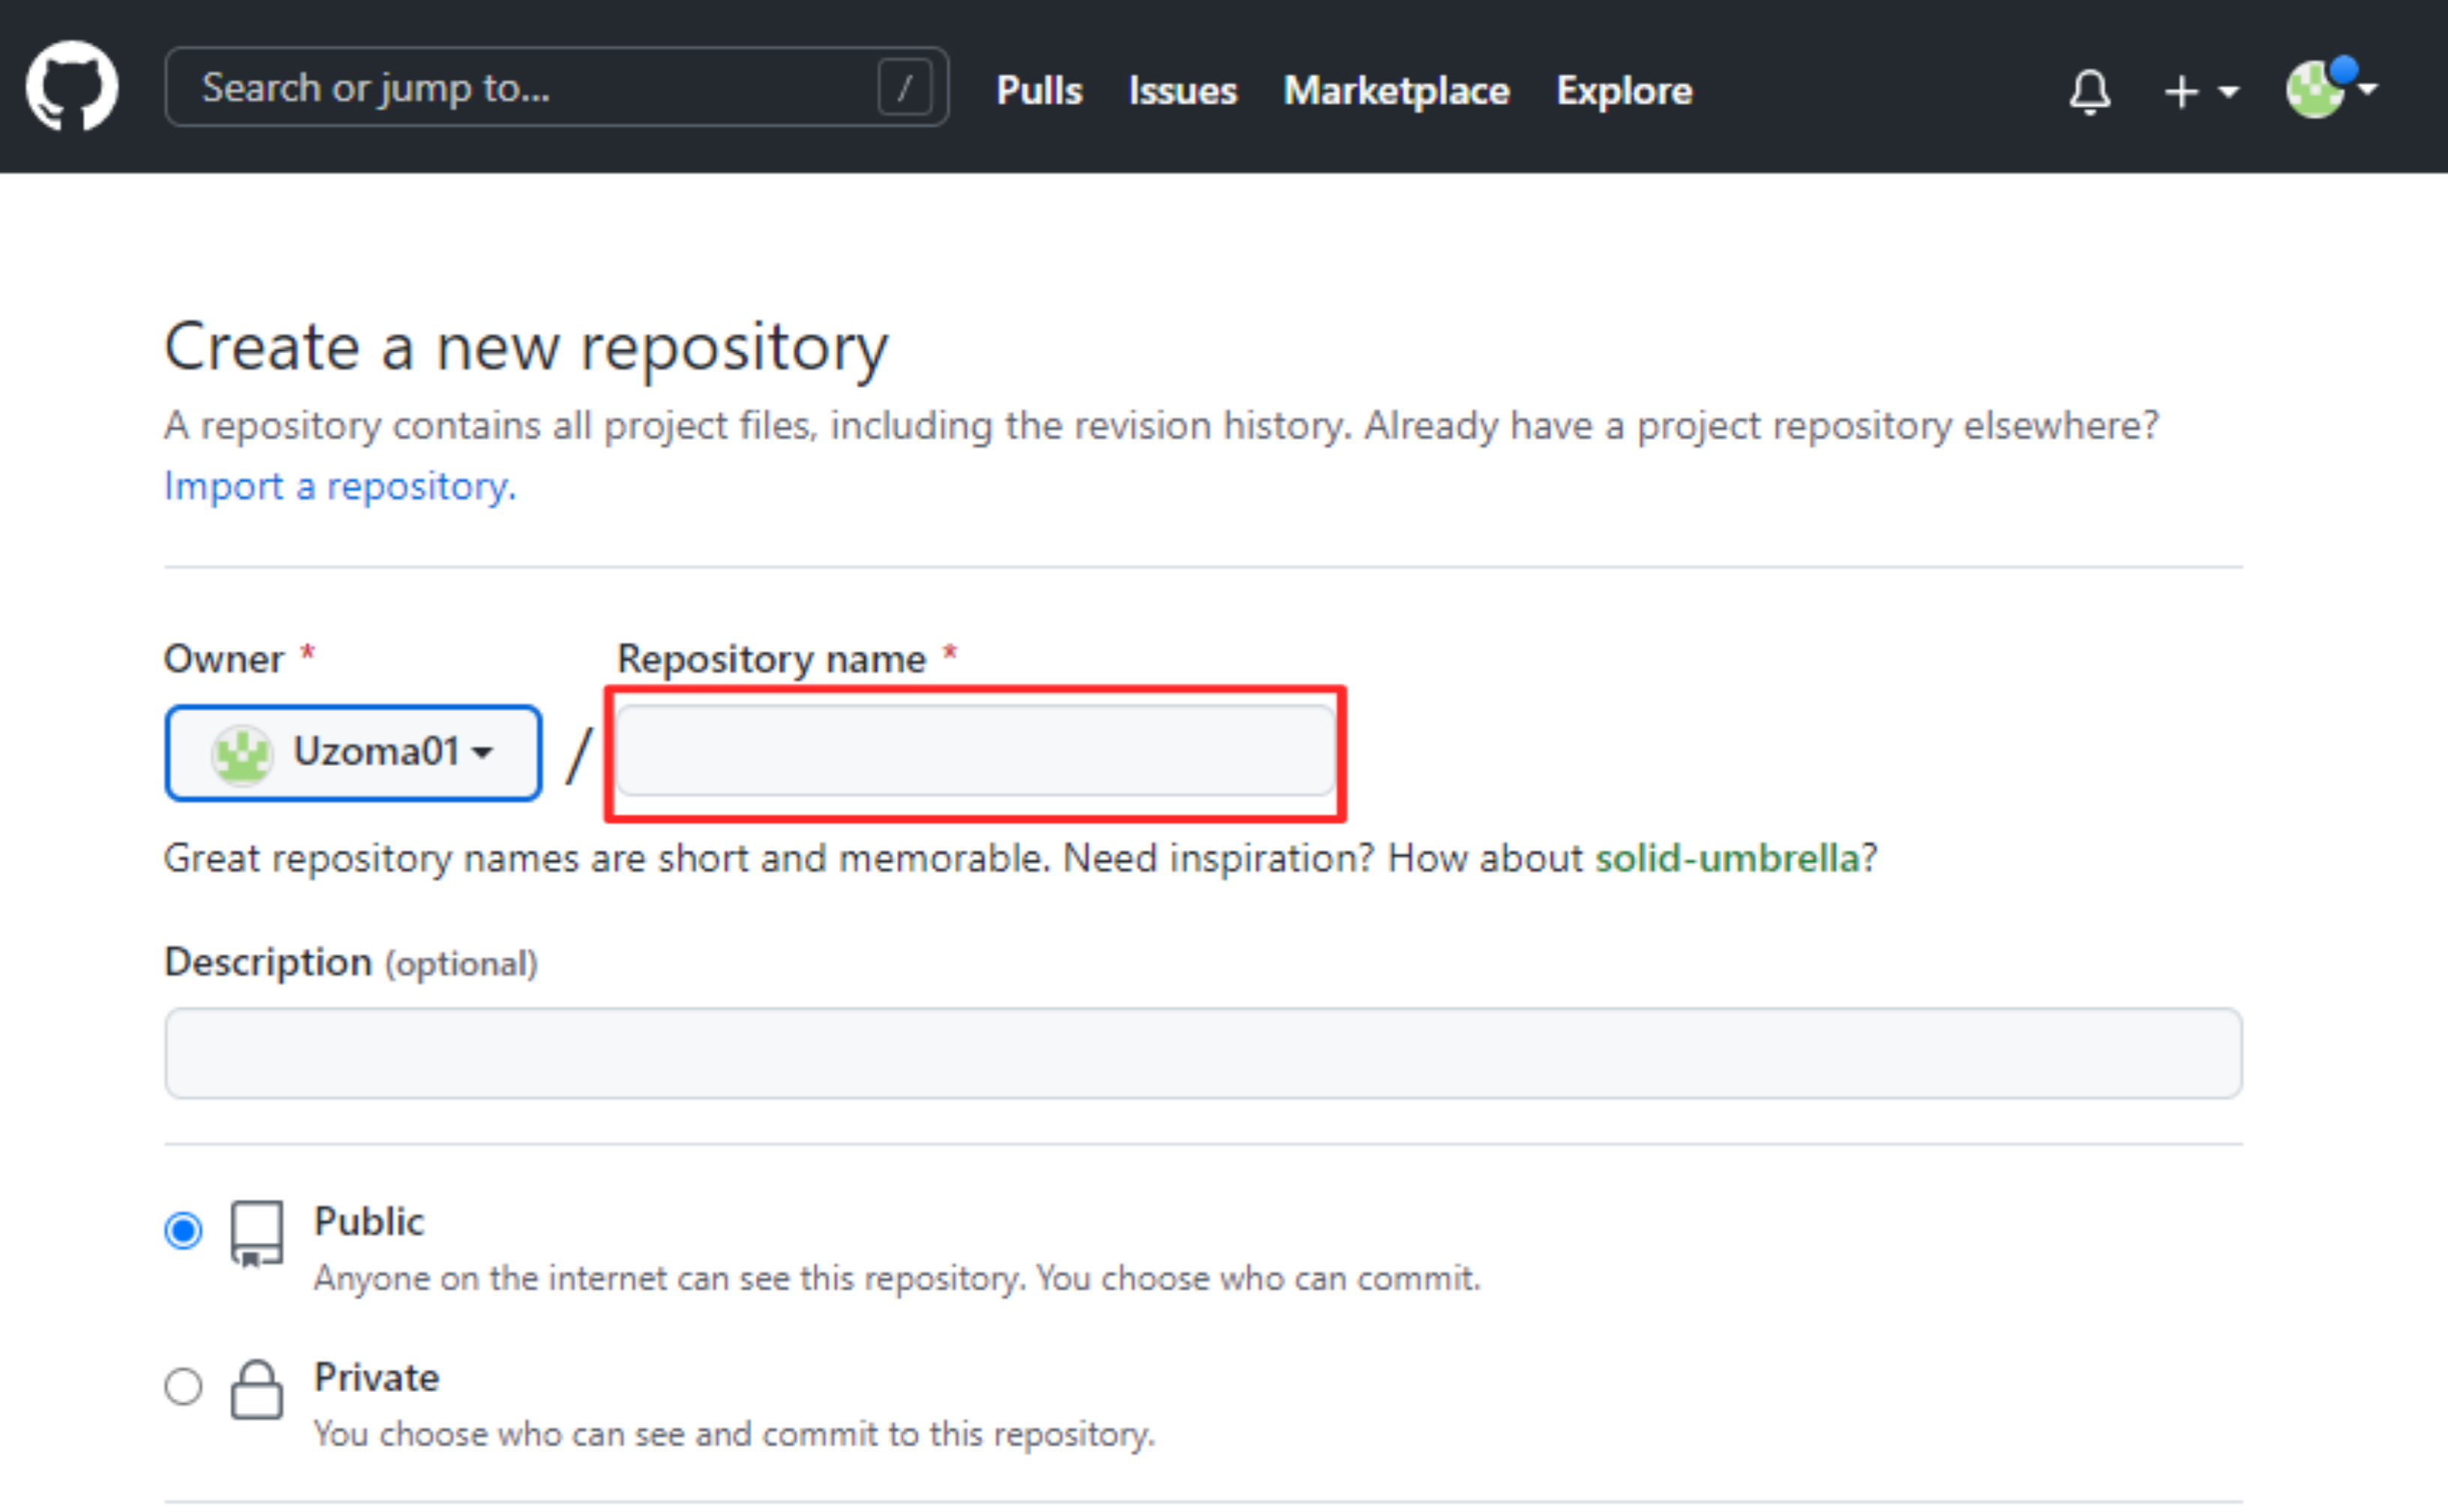 Search or jump to... /
Pulls Issues Marketplace Explore
Create a new repository
A repository contains all project files, including the revision history. Already have a project repository elsewhere?
Import a repository.
Owner * Repository name *
Uzoma01 /
Great repository names are short and memorable. Need inspiration? How about solid-umbrella?
Description (optional)
Public
Anyone on the internet can see this repository. You choose who can commit.
Private
You choose who can see and commit to this repository.